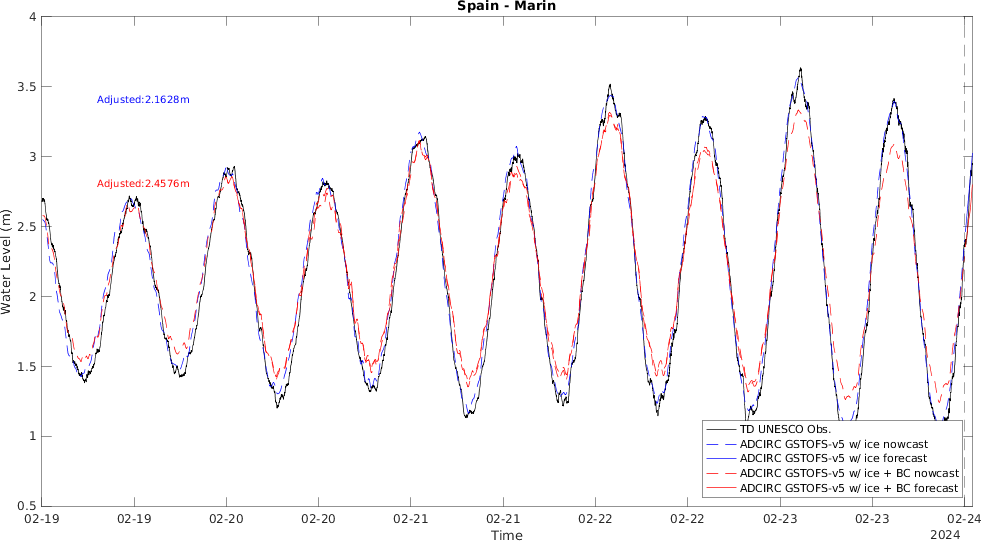 Spain - Marin
4
3.5
3
2.5
2
1.5
1
0.5
Water Level (m)
Adjusted:2.1628m
Adjusted:2.4576m
TD UNESCO Obs.
ADCIRC GSTOFS-v5 w/ ice nowcast
ADCIRC GSTOFS-v5 w/ ice forecast
ADCIRC GSTOFS-v5 w/ ice + BC nowcast
ADCIRC GSTOFS-v5 w/ ice + BC forecast
02-19 02-19 02-20 02-20 02-21 02-21 02-22 02-22 02-23 02-23 02-24
Time
2024